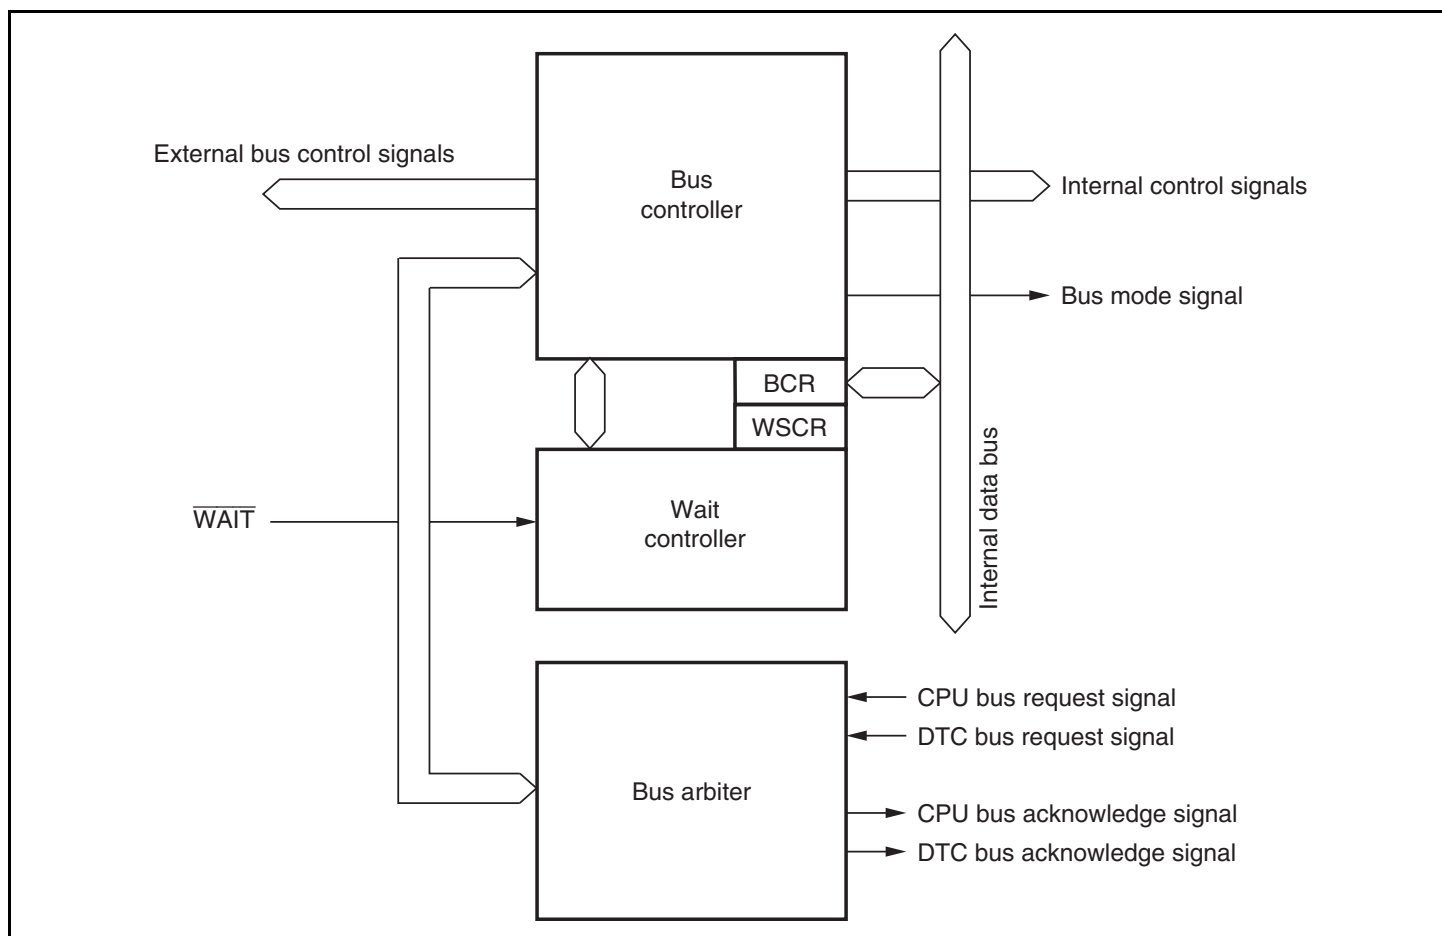 External bus control signals
Bus
controller
Internal control signals
Bus mode signal
BCR
WSCR
Internal data bus
WAIT
Wait
controller
CPU bus request signal
DTC bus request signal
Bus arbiter
CPU bus acknowledge signal
DTC bus acknowledge signal